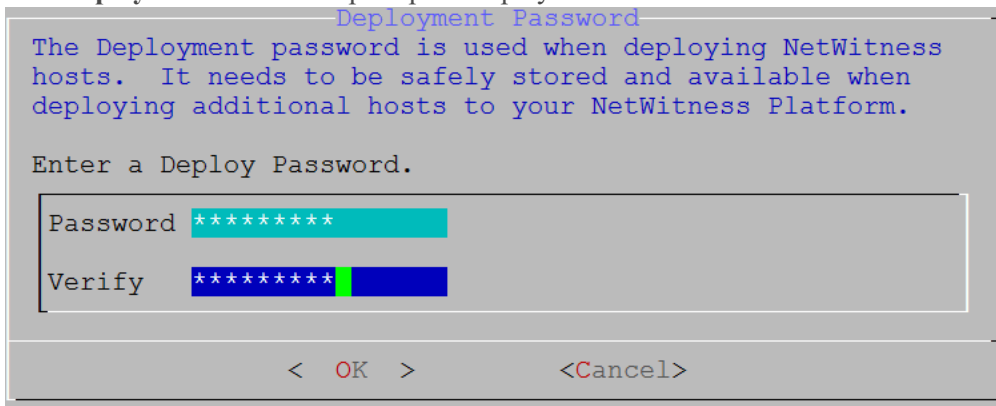 Deployment Password
The Deployment password is used when deploying NetWitness
hosts.  It needs to be safely stored and available when
deploying additional hosts to your NetWitness Platform.
Enter a Deploy Password.
Password *********
Verify *********
<  OK  > <Cancel>